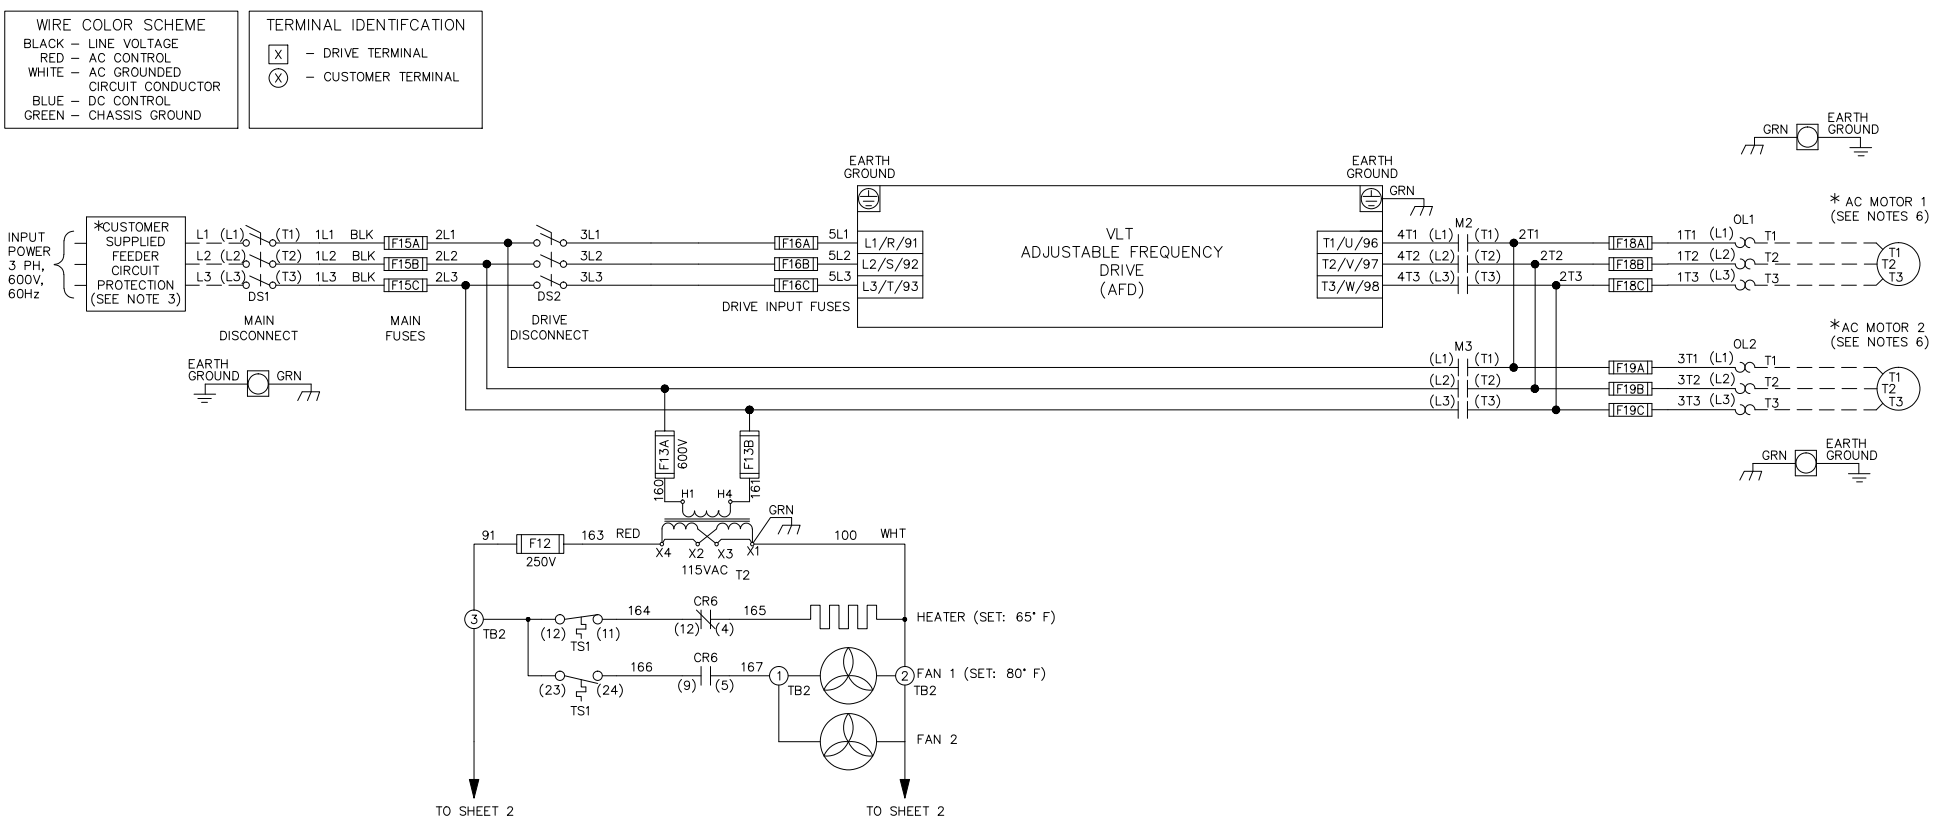 WIRE COLOR SCHEME
BLACK – LINE VOLTAGE
RED – AC CONTROL
WHITE – AC GROUNDED
CIRCUIT CONDUCTOR
BLUE – DC CONTROL
GREEN – CHASSIS GROUND
TERMINAL IDENTIFCATION
X – DRIVE TERMINAL
X – CUSTOMER TERMINAL
INPUT
POWER
3 PH,
600V,
60Hz
*CUSTOMER
SUPPLIED
FEEDER
CIRCUIT
PROTECTION
(SEE NOTE 3)
L1 (L1) (T1) 1L1 BLK F15A 2L1 3L1 F16A 5L1
L2 (L2) (T2) 1L2 BLK F15B 2L2 3L2 F16B 5L2
L3 (L3) (T3) 1L3 BLK F15C 2L3 3L3 F16C 5L3
DS1
MAIN
DISCONNECT
MAIN
FUSES
DS2
DRIVE
DISCONNECT
DRIVE INPUT FUSES
EARTH
GROUND
GRN
EARTH
GROUND
L1/R/91
L2/S/92
L3/T/93
VLT
ADJUSTABLE FREQUENCY
DRIVE
(AFD)
EARTH
GROUND
GRN
T1/U/96
T2/V/97
T3/W/98
M2
4T1 (L1) (T1) 2T1 F18A 1T1 (L1) T1
4T2 (L2) (T2) 2T2 F18B 1T2 (L2) T2
4T3 (L3) (T3) 2T3 F18C 1T3 (L3) T3
OL1
GRN
EARTH
GROUND
* AC MOTOR 1
(SEE NOTES 6)
T1
T2
T3
M3
(L1) (T1) F19A 3T1 (L1) T1
(L2) (T2) F19B 3T2 (L2) T2
(L3) (T3) F19C 3T3 (L3) T3
OL2
*AC MOTOR 2
(SEE NOTES 6)
T1
T2
T3
GRN
EARTH
GROUND
F13A
600V
F13B
160
161
H1 H4
GRN
91 F12 163 RED
250V
X4 X2 X3 X1
100 WHT
115VAC T2
3
TB2
(12) (11)
TS1
164
CR6
(12) (4)
165
HEATER (SET: 65° F)
(23) (24)
TS1
166
CR6
(9) (5)
167
1
TB2
2
TB2
FAN 1 (SET: 80° F)
FAN 2
TO SHEET 2
TO SHEET 2